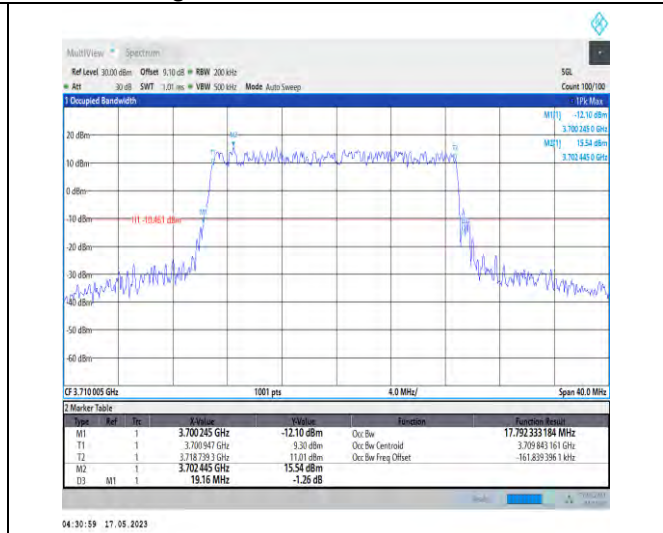 MultiView Spectrum
Ref Level 30.00 dBm Offset 9.10 dB RBW 200 kHz SGL
Att 30 dB SWT 1.01 ms VBW 500 kHz Mode Auto Sweep Count 100/100
1 Occupied Bandwidth 1Pk Max
M1[1] -12.10 dBm
3.700 245 0 GHz
M2[1] 15.54 dBm
3.702 445 0 GHz
20 dBm
10 dBm
0 dBm
-10 dBm
H1 -10.461 dBm
-20 dBm
-30 dBm
-40 dBm
-50 dBm
-60 dBm
M1
M2
T1
CF 3.710 005 GHz 1001 pts 4.0 MHz/ Span 40.0 MHz
2 Marker Table
Type Ref Trc X-Value Y-Value Function Function Result
M1 1 3.700 245 GHz -12.10 dBm Occ Bw 17.792 333 184 MHz
T1 1 3.700 947 GHz 9.30 dBm Occ Bw Centroid 3.709 843 161 GHz
T2 1 3.718 739 3 GHz 11.01 dBm Occ Bw Freq Offset -161.839 396 1 kHz
M2 1 3.702 445 GHz 15.54 dBm
D3 M1 1 19.16 MHz -1.26 dB
04:30:59 17.05.2023